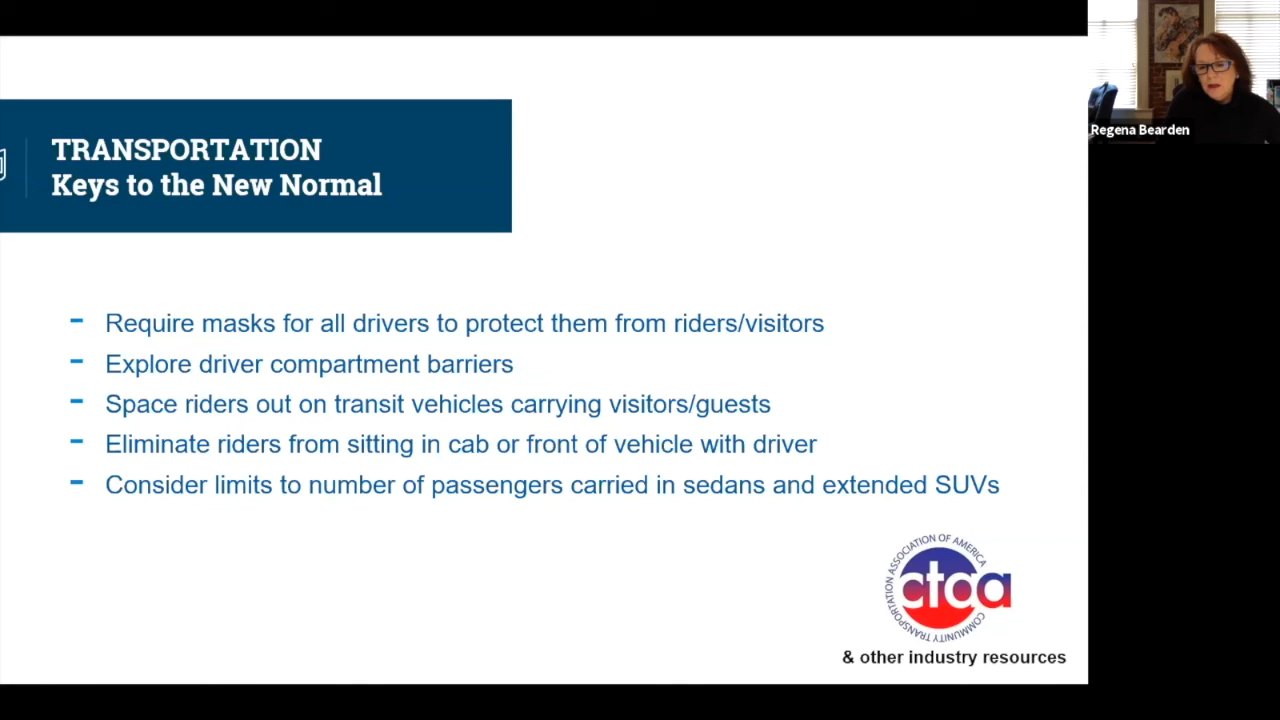 TRANSPORTATION
Keys to the New Normal
- Require masks for all drivers to protect them from riders/visitors
- Explore driver compartment barriers
- Space riders out on transit vehicles carrying visitors/guests
- Eliminate riders from sitting in cab or front of vehicle with driver
- Consider limits to number of passengers carried in sedans and extended SUVs
COMMUNITY TRANSPORTATION ASSOCIATION OF AMERICA
ctaa
& other industry resources
Regena Bearden